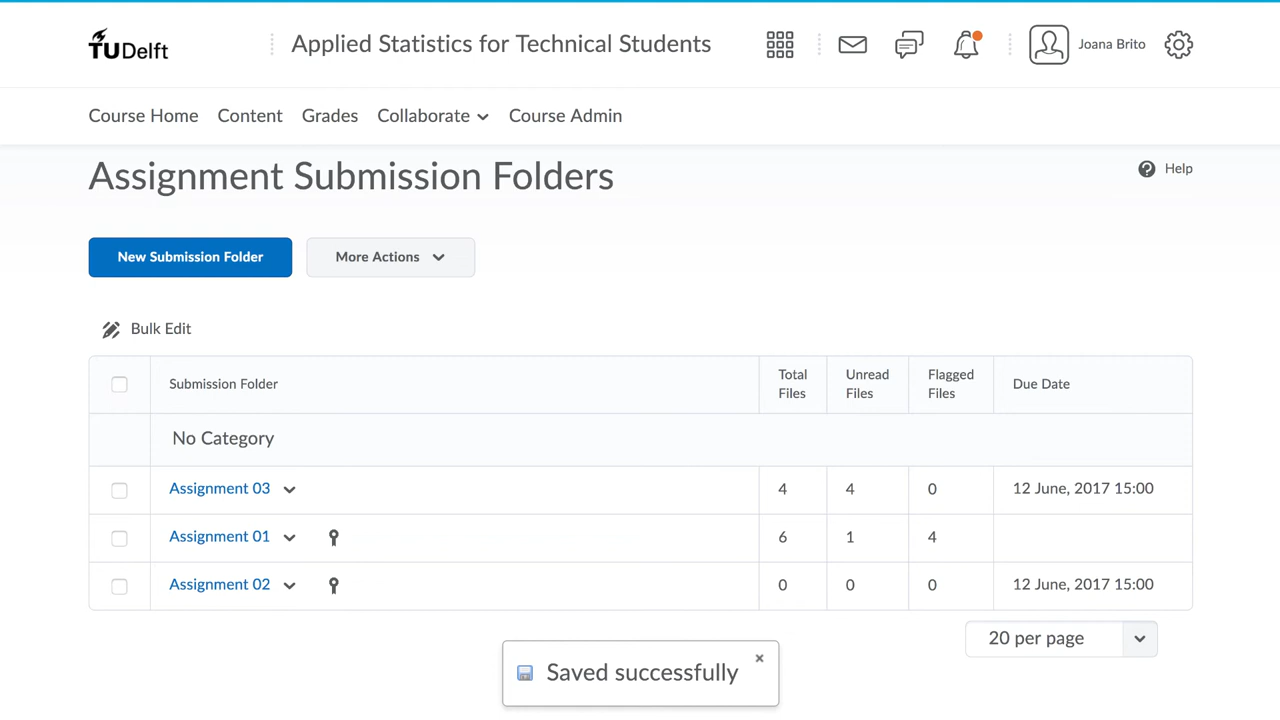 TU Delft
Applied Statistics for Technical Students
Joana Brito
Course Home Content Grades Collaborate Course Admin
Assignment Submission Folders
Help
New Submission Folder More Actions
Bulk Edit
Submission Folder Total Files Unread Files Flagged Files Due Date
No Category
Assignment 03 4 4 0 12 June, 2017 15:00
Assignment 01 6 1 4
Assignment 02 0 0 0 12 June, 2017 15:00
20 per page
Saved successfully